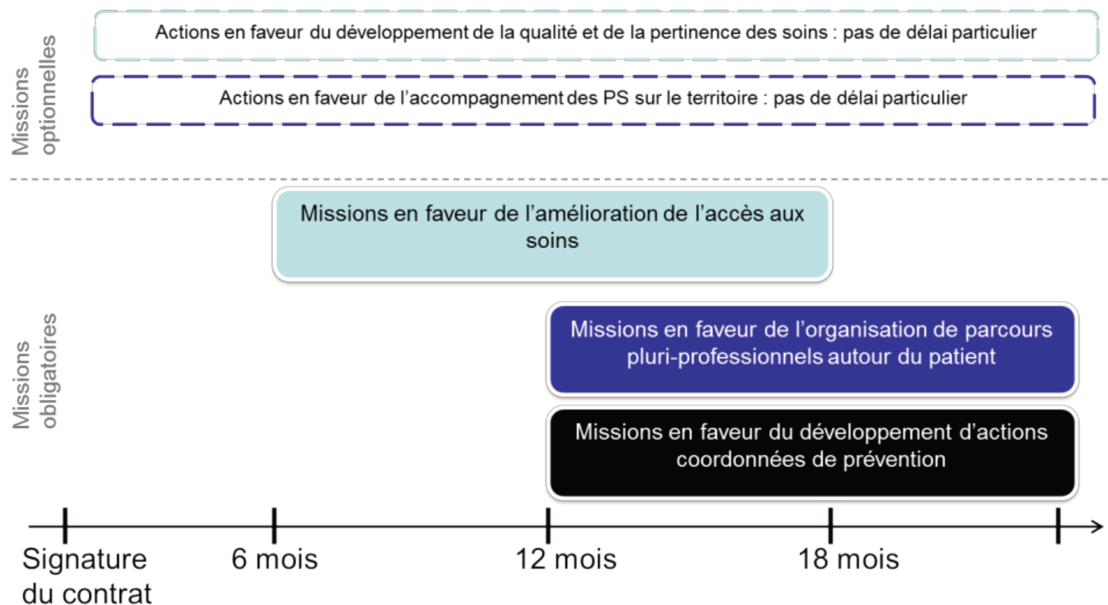 Missions
optionnelles
Actions en faveur du développement de la qualité et de la pertinence des soins : pas de délai particulier
Actions en faveur de l'accompagnement des PS sur le territoire : pas de délai particulier
Missions
obligatoires
Missions en faveur de l'amélioration de l'accès aux
soins
Missions en faveur de l'organisation de parcours
pluri-professionnels autour du patient
Missions en faveur du développement d'actions
coordonnées de prévention
Signature
du contrat
6 mois
12 mois
18 mois